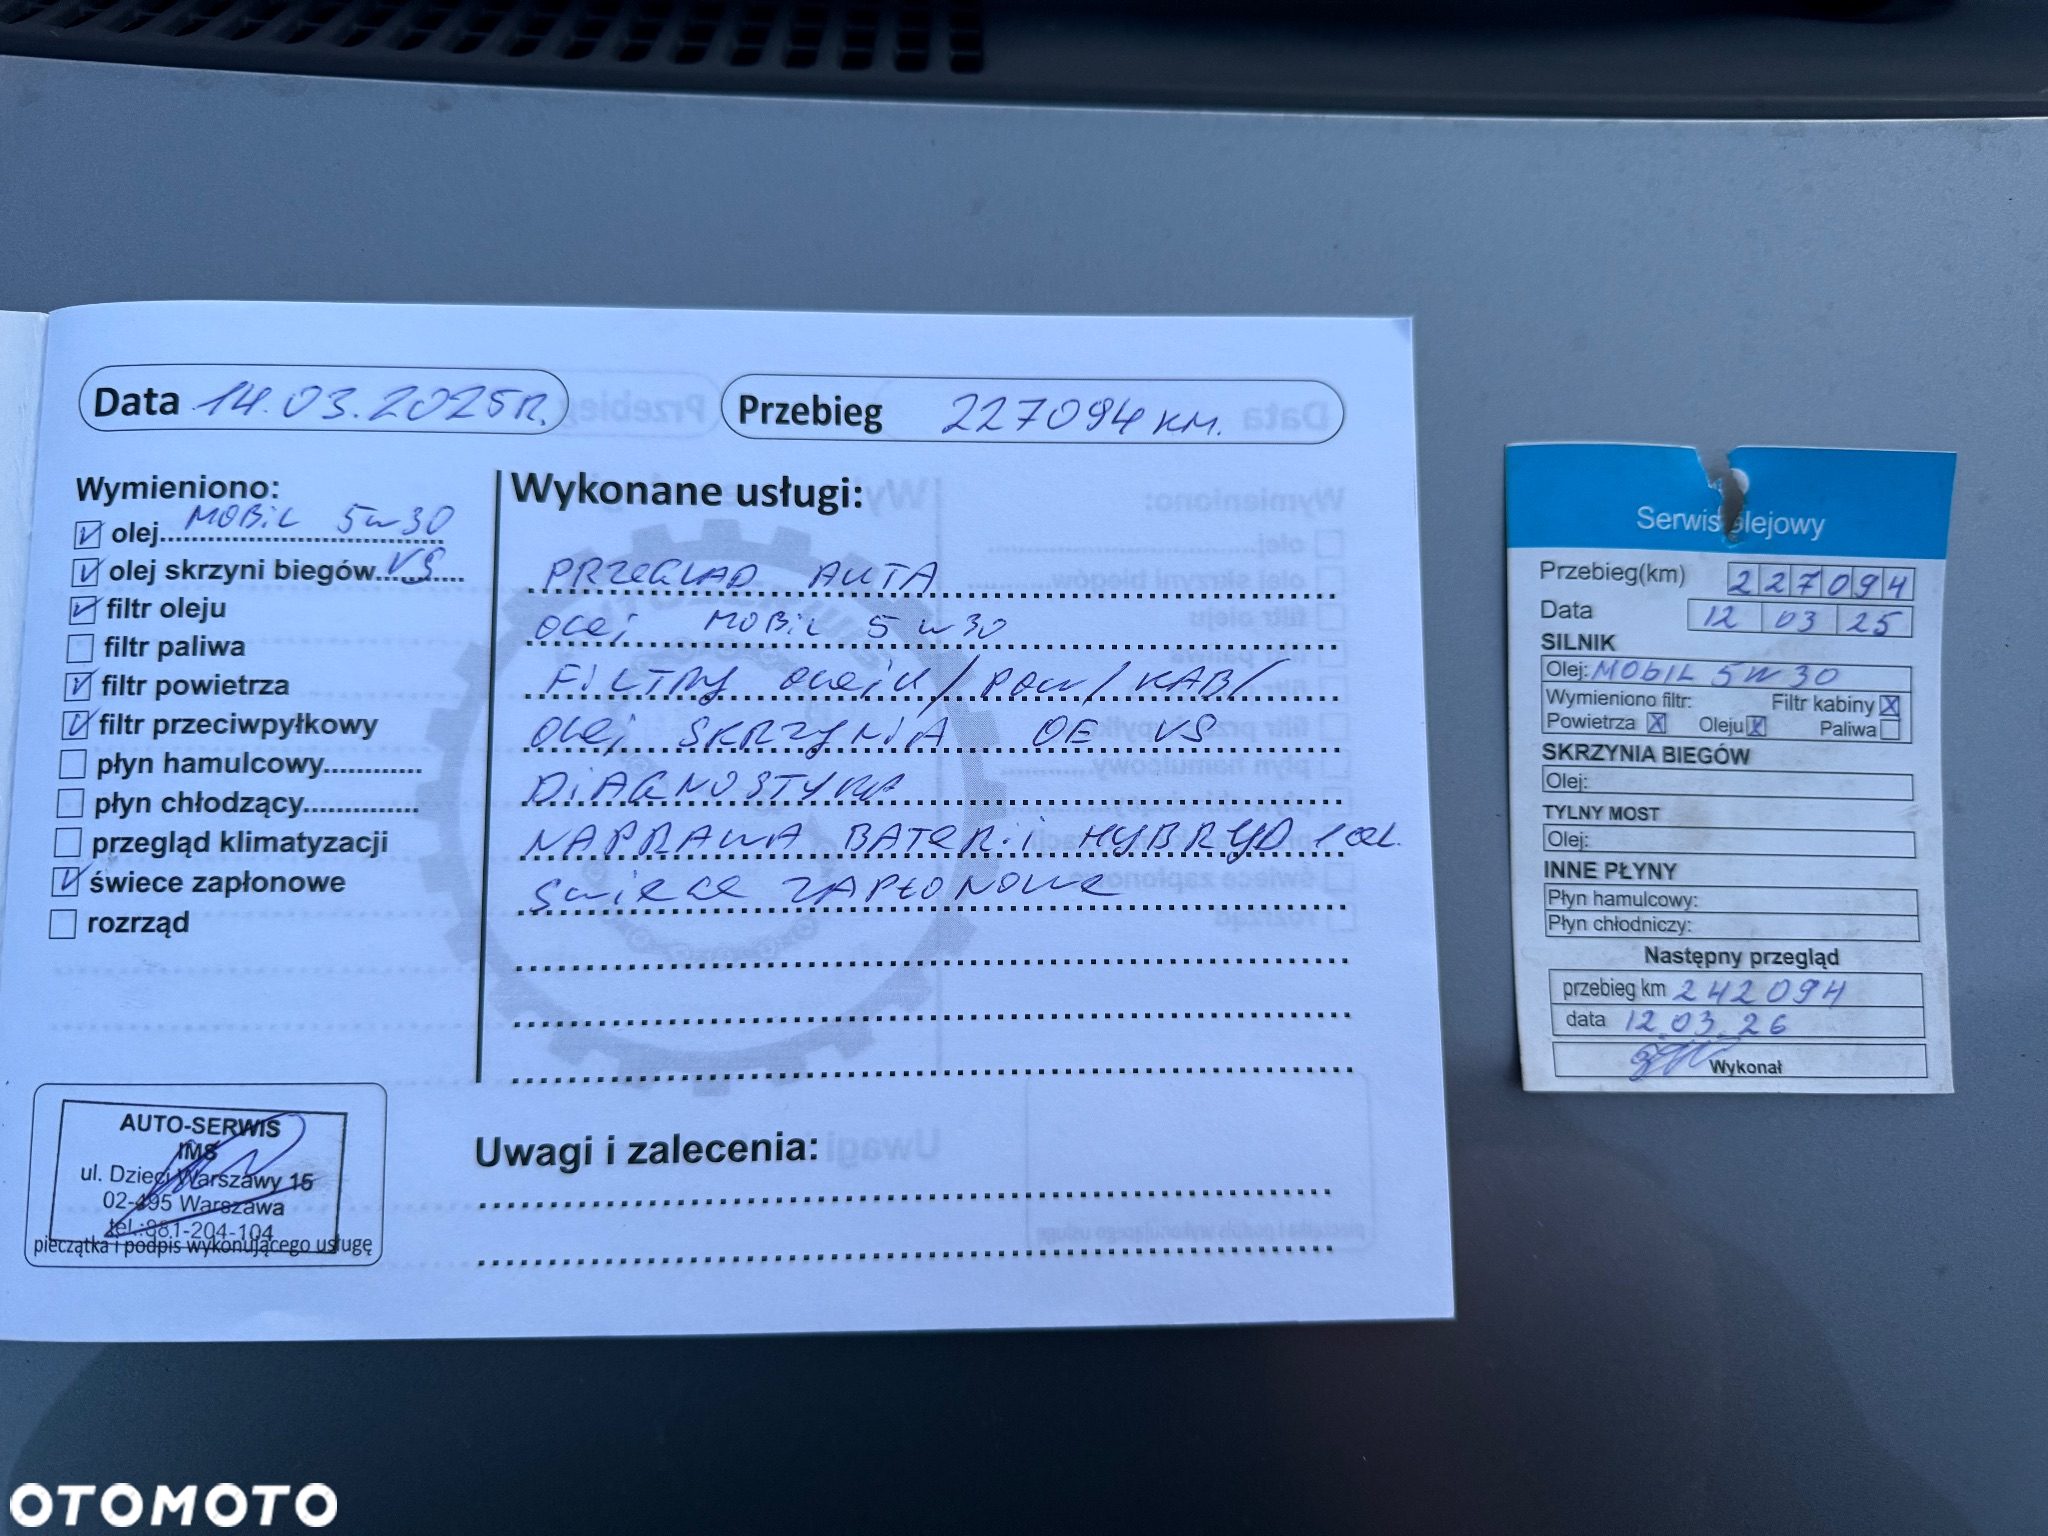 Data 14.03.2025R.
Przebieg 227094 KM.
Wymieniono:
olej MOBIL 5W30
olej skrzyni biegów VS
filtr oleju
filtr paliwa
filtr powietrza
filtr przeciwpyłkowy
płyn hamulcowy
płyn chłodzący
przegląd klimatyzacji
świece zapłonowe
rozrząd
Wykonane usługi:
PRZEGLAD AUTA
OLEJ MOBIL 5W30
FILTRY OLEJU/POW/KAB/
OLEJ SKRZYNIA OE VS
DIAGNOSTYKA
NAPRAWA BATERII HYBRYD
ŚWIECE ZAPŁONOWE
Uwagi i zalecenia:
AUTO-SERWIS
IMS
ul. Dzieci Warszawy 15
02-495 Warszawa
tel.:881-204-104
pieczątka i podpis wykonującego usługę
Serwis olejowy
Przebieg(km) 227094
Data 12 03 25
SILNIK
Olej: MOBIL 5W30
Wymieniono filtr: Filtr kabiny X
Powietrza X Oleju X Paliwa
SKRZYNIA BIEGÓW
Olej:
TYLNY MOST
Olej:
INNE PŁYNY
Płyn hamulcowy:
Płyn chłodniczy:
Następny przegląd
przebieg km 242094
data 12.03.26
Wykonał
OTOMOTO